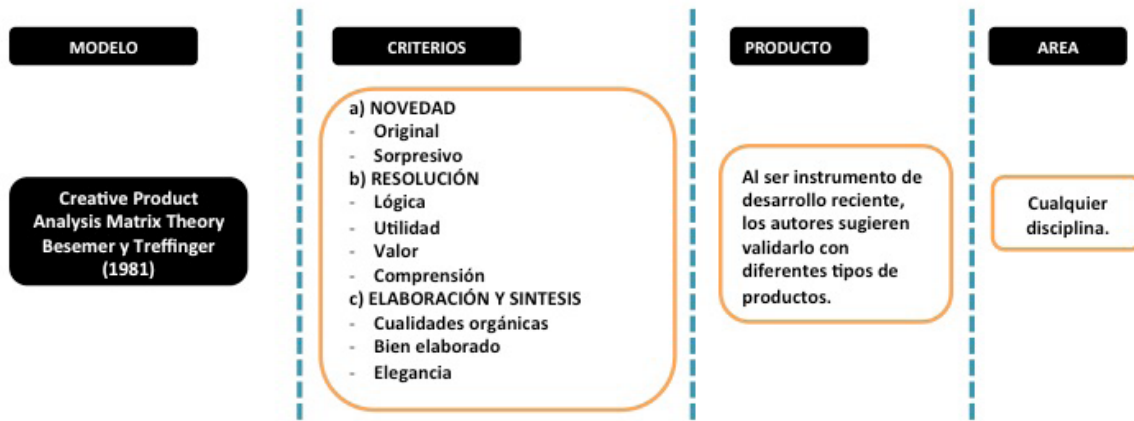 MODELO
CRITERIOS
PRODUCTO
AREA
Creative Product
Analysis Matrix Theory
Besemer y Treffinger
(1981)
a) NOVEDAD
- Original
- Sorpresivo
b) RESOLUCIÓN
- Lógica
- Utilidad
- Valor
- Comprensión
c) ELABORACIÓN Y SINTESIS
- Cualidades orgánicas
- Bien elaborado
- Elegancia
Al ser instrumento de
desarrollo reciente,
los autores sugieren
validarlo con
diferentes tipos de
productos.
Cualquier
disciplina.